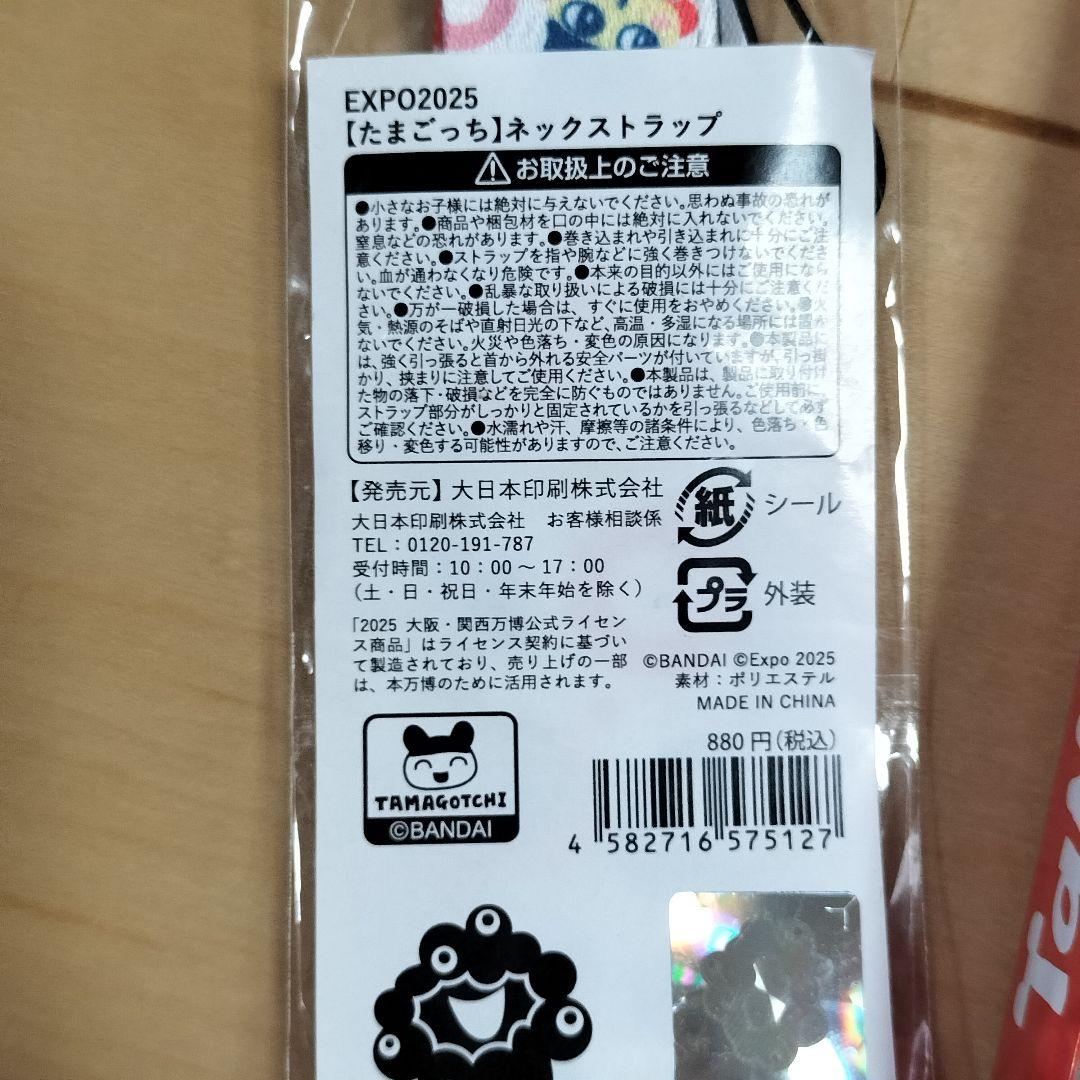 EXPO2025
【たまごっち】ネックストラップ
お取扱上のご注意
●小さなお子様には絶対に与えないでください。思わぬ事故の恐れが
あります。●商品や梱包材を口の中には絶対に入れないでください。
窒息などの恐れがあります。●巻き込まれや引き込まれに十分にご注
意ください。●ストラップを指や腕などに強く巻きつけないでくださ
い。血が通わなくなり危険です。●本来の目的以外にはご使用になら
ないでください。●乱暴な取り扱いによる破損には十分にご注意くだ
さい。●万が一破損した場合は、すぐに使用をおやめください。●火
気・熱源のそばや直射日光の下など、高温・多湿になる場所には置か
ないでください。火災や色落ち・変色の原因になります。●本製品に
は、強く引っ張ると首から外れる安全パーツが付いていますが、引っ掛
かり、挟まりに注意してご使用ください。●本製品は、製品に取り付け
た物の落下・破損などを完全に防ぐものではありません。ご使用前に、
ストラップ部分がしっかりと固定されているかを引っ張るなどして必ず
ご確認ください。●水濡れや汗、摩擦等の諸条件により、色落ち・色
移り・変色する可能性がありますので、ご注意ください。
【発売元】大日本印刷株式会社
大日本印刷株式会社　お客様相談係
TEL：0120-191-787
受付時間：10：00～17：00
（土・日・祝日・年末年始を除く）
紙 シール
プラ 外装
「2025 大阪・関西万博公式ライセン
ス商品」はライセンス契約に基づい
て製造されており、売り上げの一部
は、本万博のために活用されます。
©BANDAI ©Expo 2025
素材：ポリエステル
MADE IN CHINA
880円（税込）
TAMAGOTCHI
©BANDAI
4 582716 575127